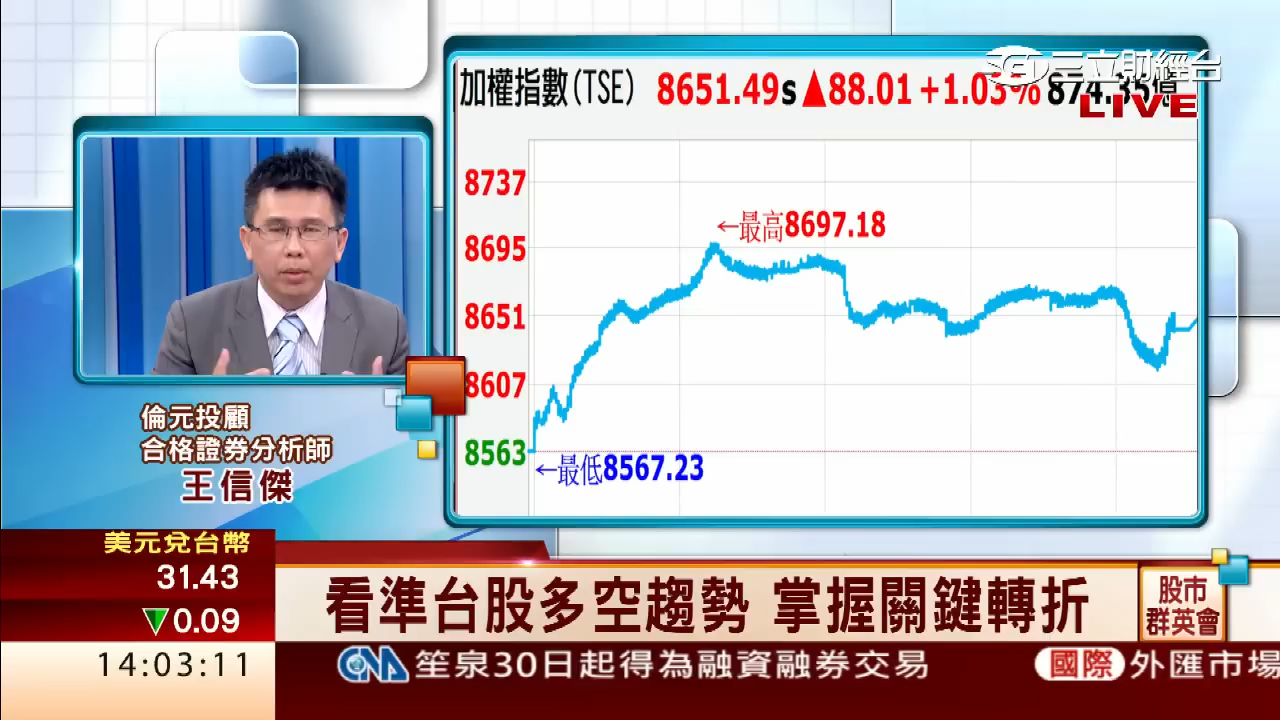 加權指數(TSE) 8651.49s▲88.01 +1.03% 874.35億
三立財經台
LIVE
8737
8695
8651
8607
8563
←最高8697.18
←最低8567.23
倫元投顧
合格證券分析師
王信傑
美元兌台幣
31.43
▼0.09
14:03:11
看準台股多空趨勢 掌握關鍵轉折
股市
群英會
CNA 笙泉30日起得為融資融券交易
國際 外匯市場